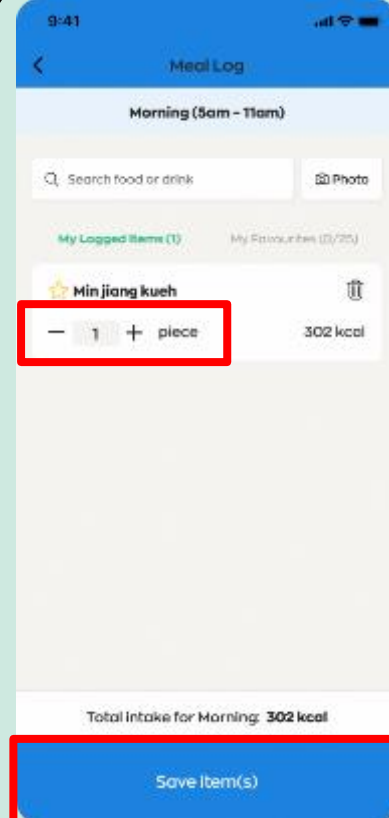 9:41
Meal Log
Morning (5am - 11am)
Search food or drink
Photo
My Logged Items (1) My Favourites (0/25)
Min jiang kueh
1 piece 302 kcal
Total intake for Morning: 302 kcal
Save Item(s)